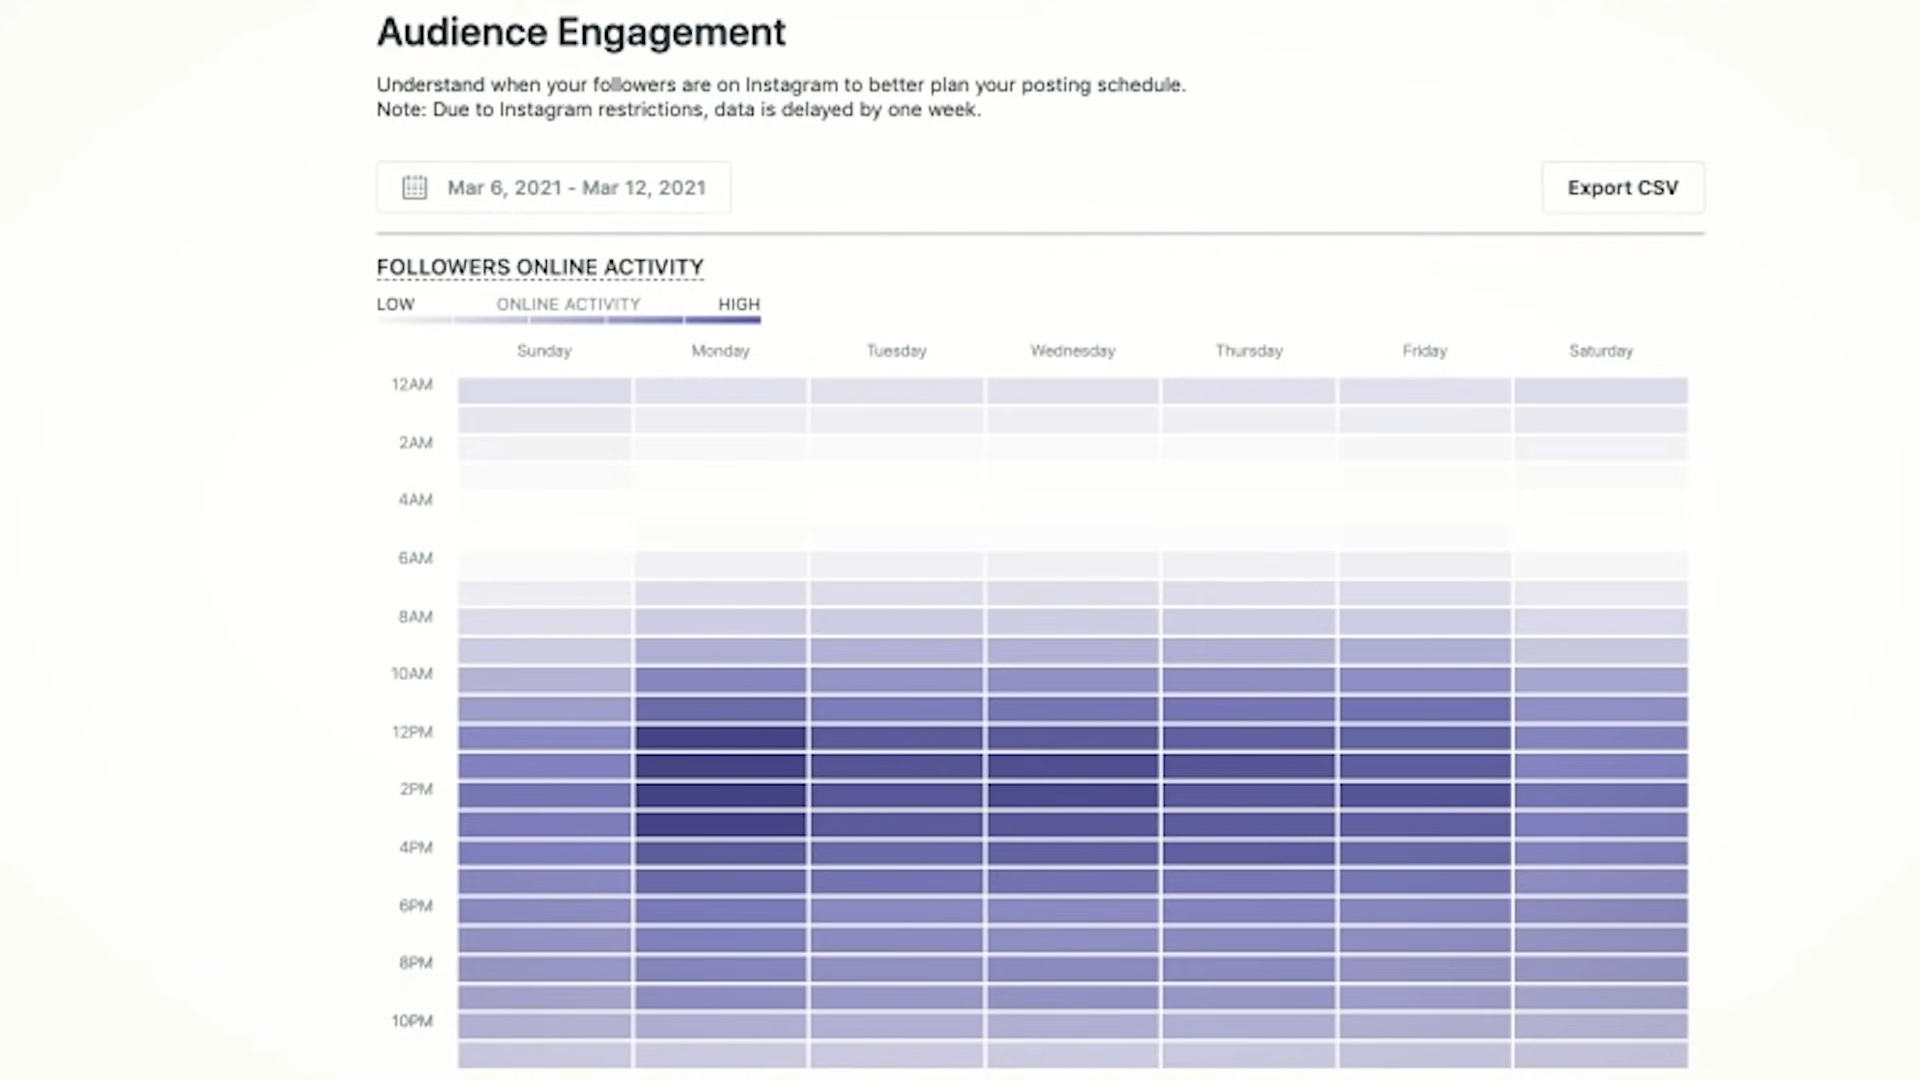 Audience Engagement
Understand when your followers are on Instagram to better plan your posting schedule.
Note: Due to Instagram restrictions, data is delayed by one week.
Mar 6, 2021 - Mar 12, 2021
Export CSV
FOLLOWERS ONLINE ACTIVITY
LOW ONLINE ACTIVITY HIGH
Sunday Monday Tuesday Wednesday Thursday Friday Saturday
12AM
2AM
4AM
6AM
8AM
10AM
12PM
2PM
4PM
6PM
8PM
10PM